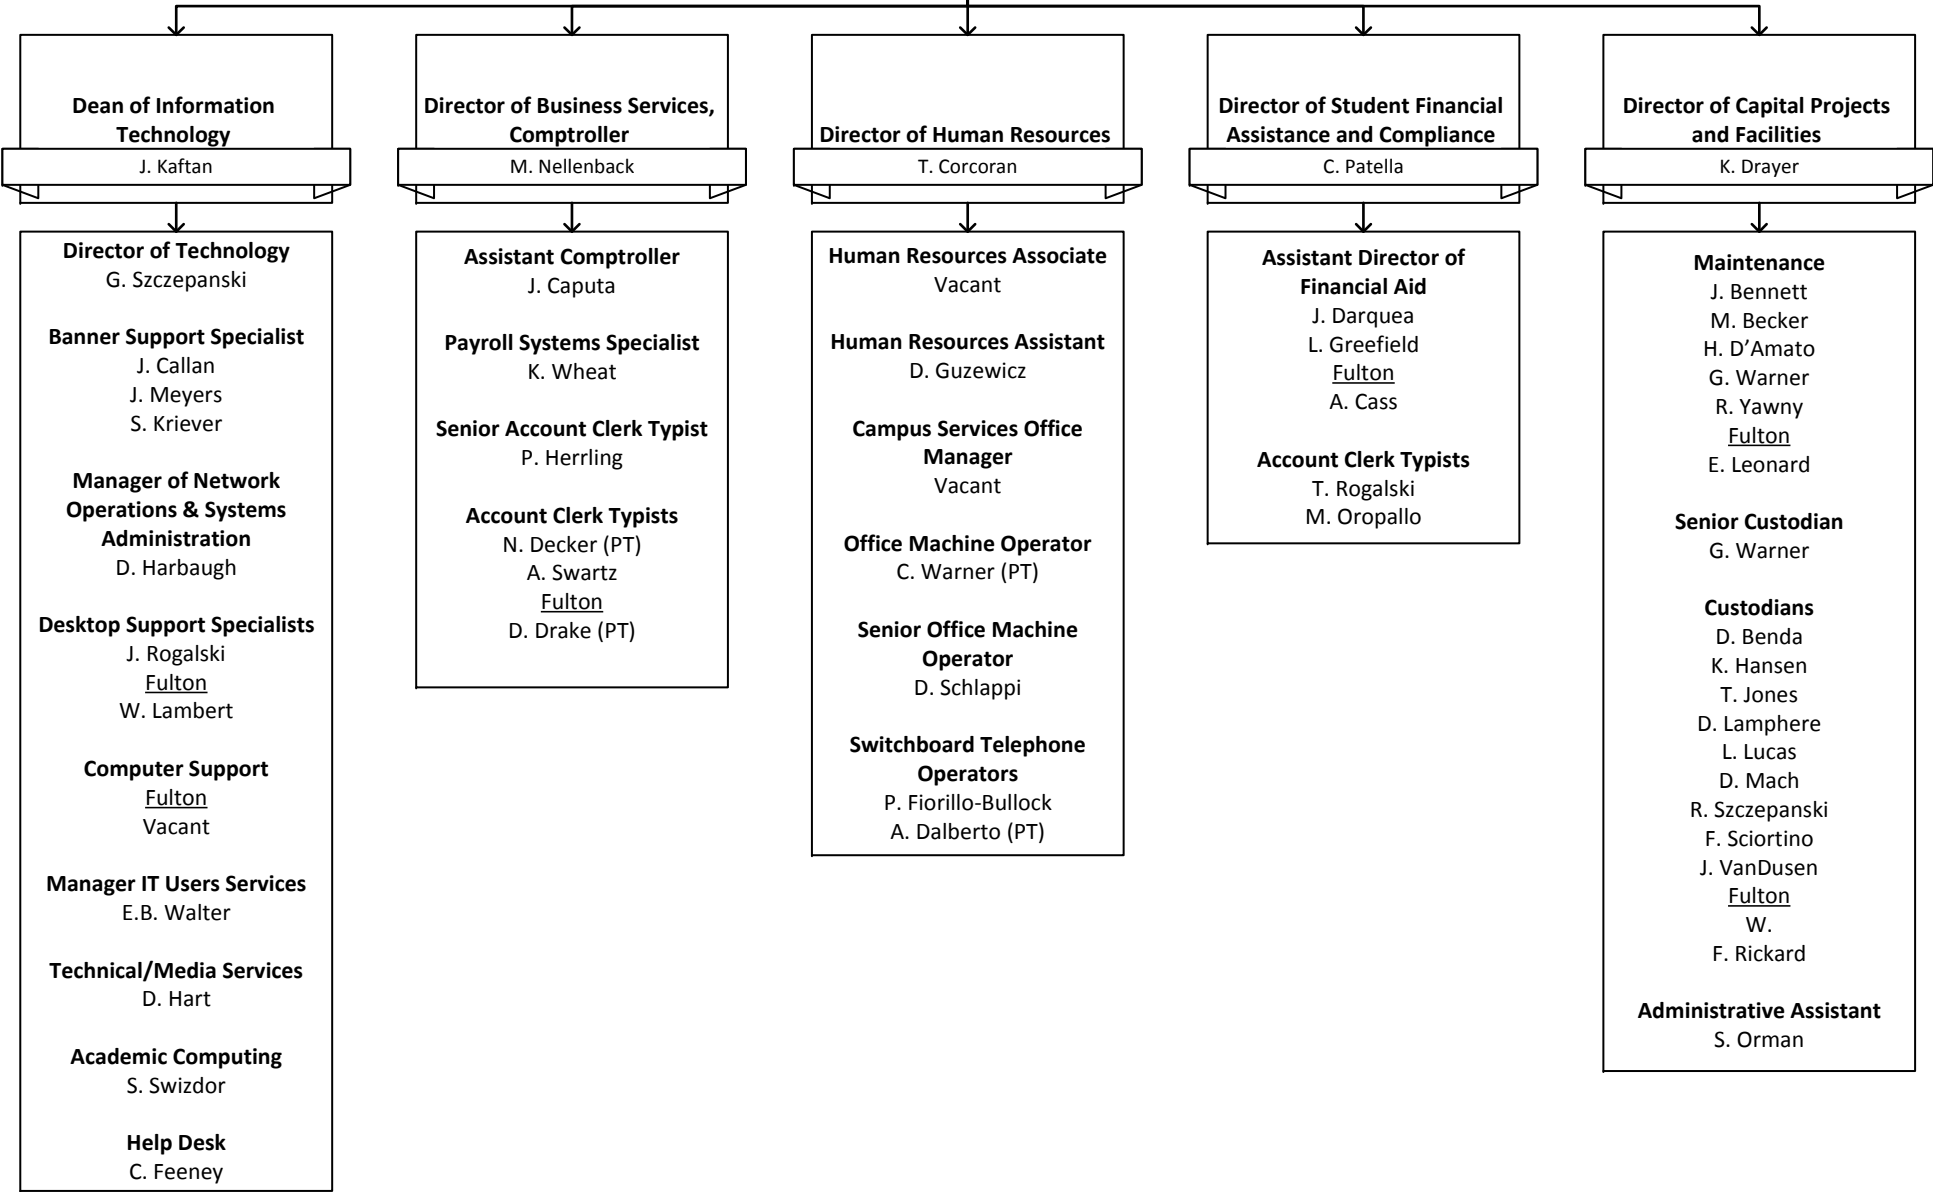 Dean of Information
Technology
J. Kaftan
Director of Technology
G. Szczepanski
Banner Support Specialist
J. Callan
J. Meyers
S. Kriever
Manager of Network
Operations & Systems
Administration
D. Harbaugh
Desktop Support Specialists
J. Rogalski
Fulton
W. Lambert
Computer Support
Fulton
Vacant
Manager IT Users Services
E.B. Walter
Technical/Media Services
D. Hart
Academic Computing
S. Swizdor
Help Desk
C. Feeney
Director of Business Services,
Comptroller
M. Nellenback
Assistant Comptroller
J. Caputa
Payroll Systems Specialist
K. Wheat
Senior Account Clerk Typist
P. Herrling
Account Clerk Typists
N. Decker (PT)
A. Swartz
Fulton
D. Drake (PT)
Director of Human Resources
T. Corcoran
Human Resources Associate
Vacant
Human Resources Assistant
D. Guzewicz
Campus Services Office
Manager
Vacant
Office Machine Operator
C. Warner (PT)
Senior Office Machine
Operator
D. Schlappi
Switchboard Telephone
Operators
P. Fiorillo-Bullock
A. Dalberto (PT)
Director of Student Financial
Assistance and Compliance
C. Patella
Assistant Director of
Financial Aid
J. Darquea
L. Greefield
Fulton
A. Cass
Account Clerk Typists
T. Rogalski
M. Oropallo
Director of Capital Projects
and Facilities
K. Drayer
Maintenance
J. Bennett
M. Becker
H. D’Amato
G. Warner
R. Yawny
Fulton
E. Leonard
Senior Custodian
G. Warner
Custodians
D. Benda
K. Hansen
T. Jones
D. Lamphere
L. Lucas
D. Mach
R. Szczepanski
F. Sciortino
J. VanDusen
Fulton
W.
F. Rickard
Administrative Assistant
S. Orman